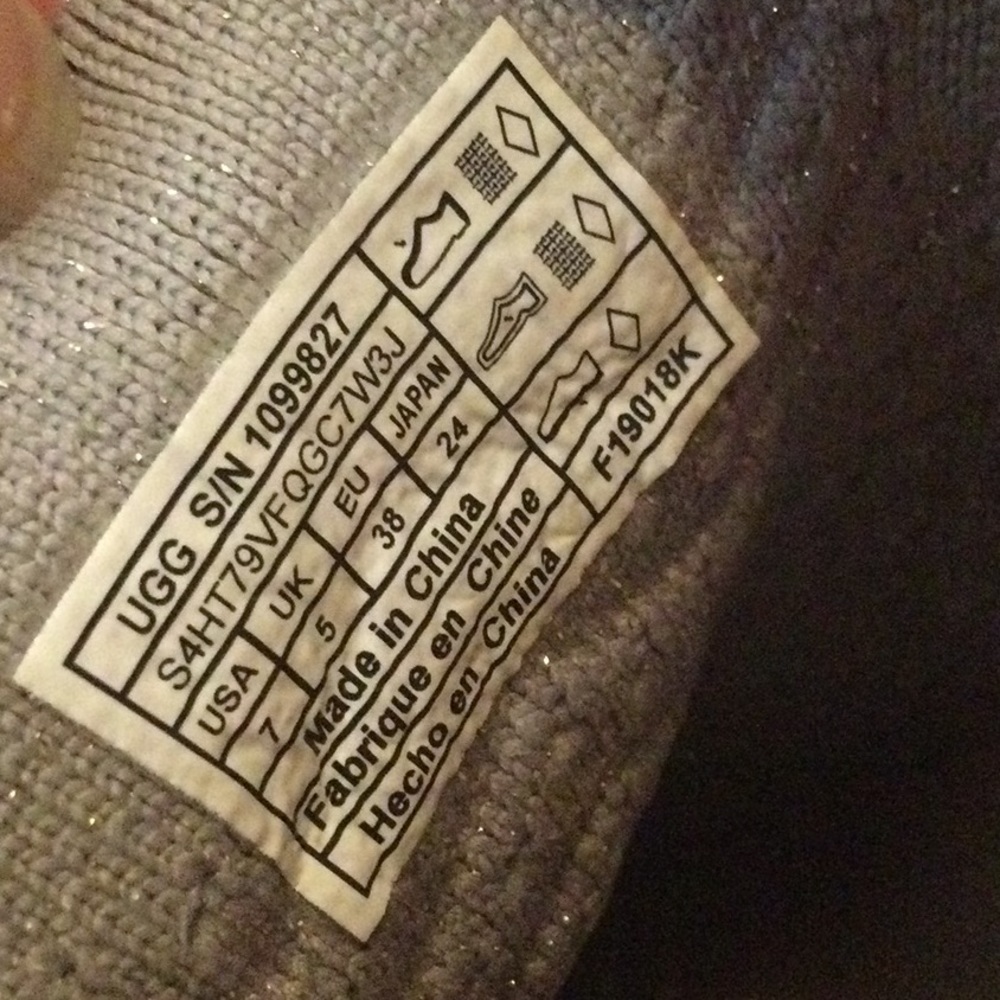 UGG S/N 1099827
S4HT79VFQGC7W3J
USA UK EU JAPAN
7 5 38 24
Made in China
Fabrique en Chine
Hecho en China
F19018K